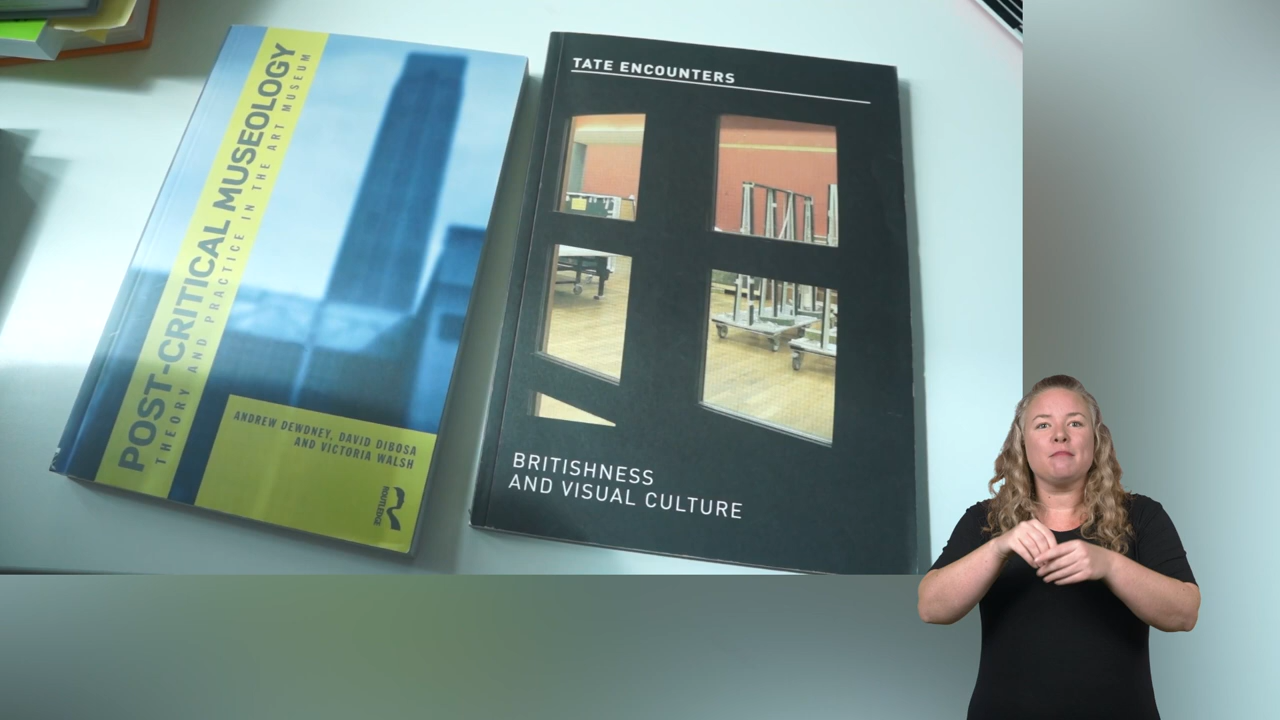 POST-CRITICAL MUSEOLOGY
THEORY AND PRACTICE IN THE ART MUSEUM
ANDREW DEWDNEY, DAVID DIBOSA
AND VICTORIA WALSH
ROUTLEDGE
TATE ENCOUNTERS
BRITISHNESS
AND VISUAL CULTURE